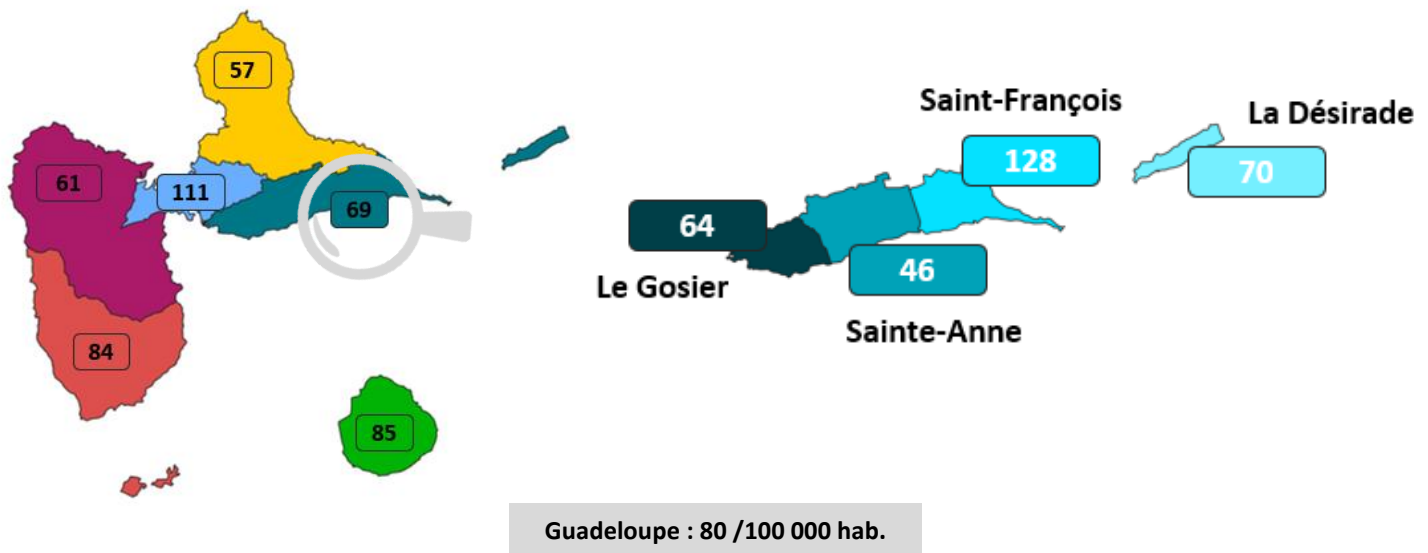 57
61
111
69
84
85
Saint-François
128
La Désirade
70
64
Le Gosier
46
Sainte-Anne
Guadeloupe : 80 /100 000 hab.